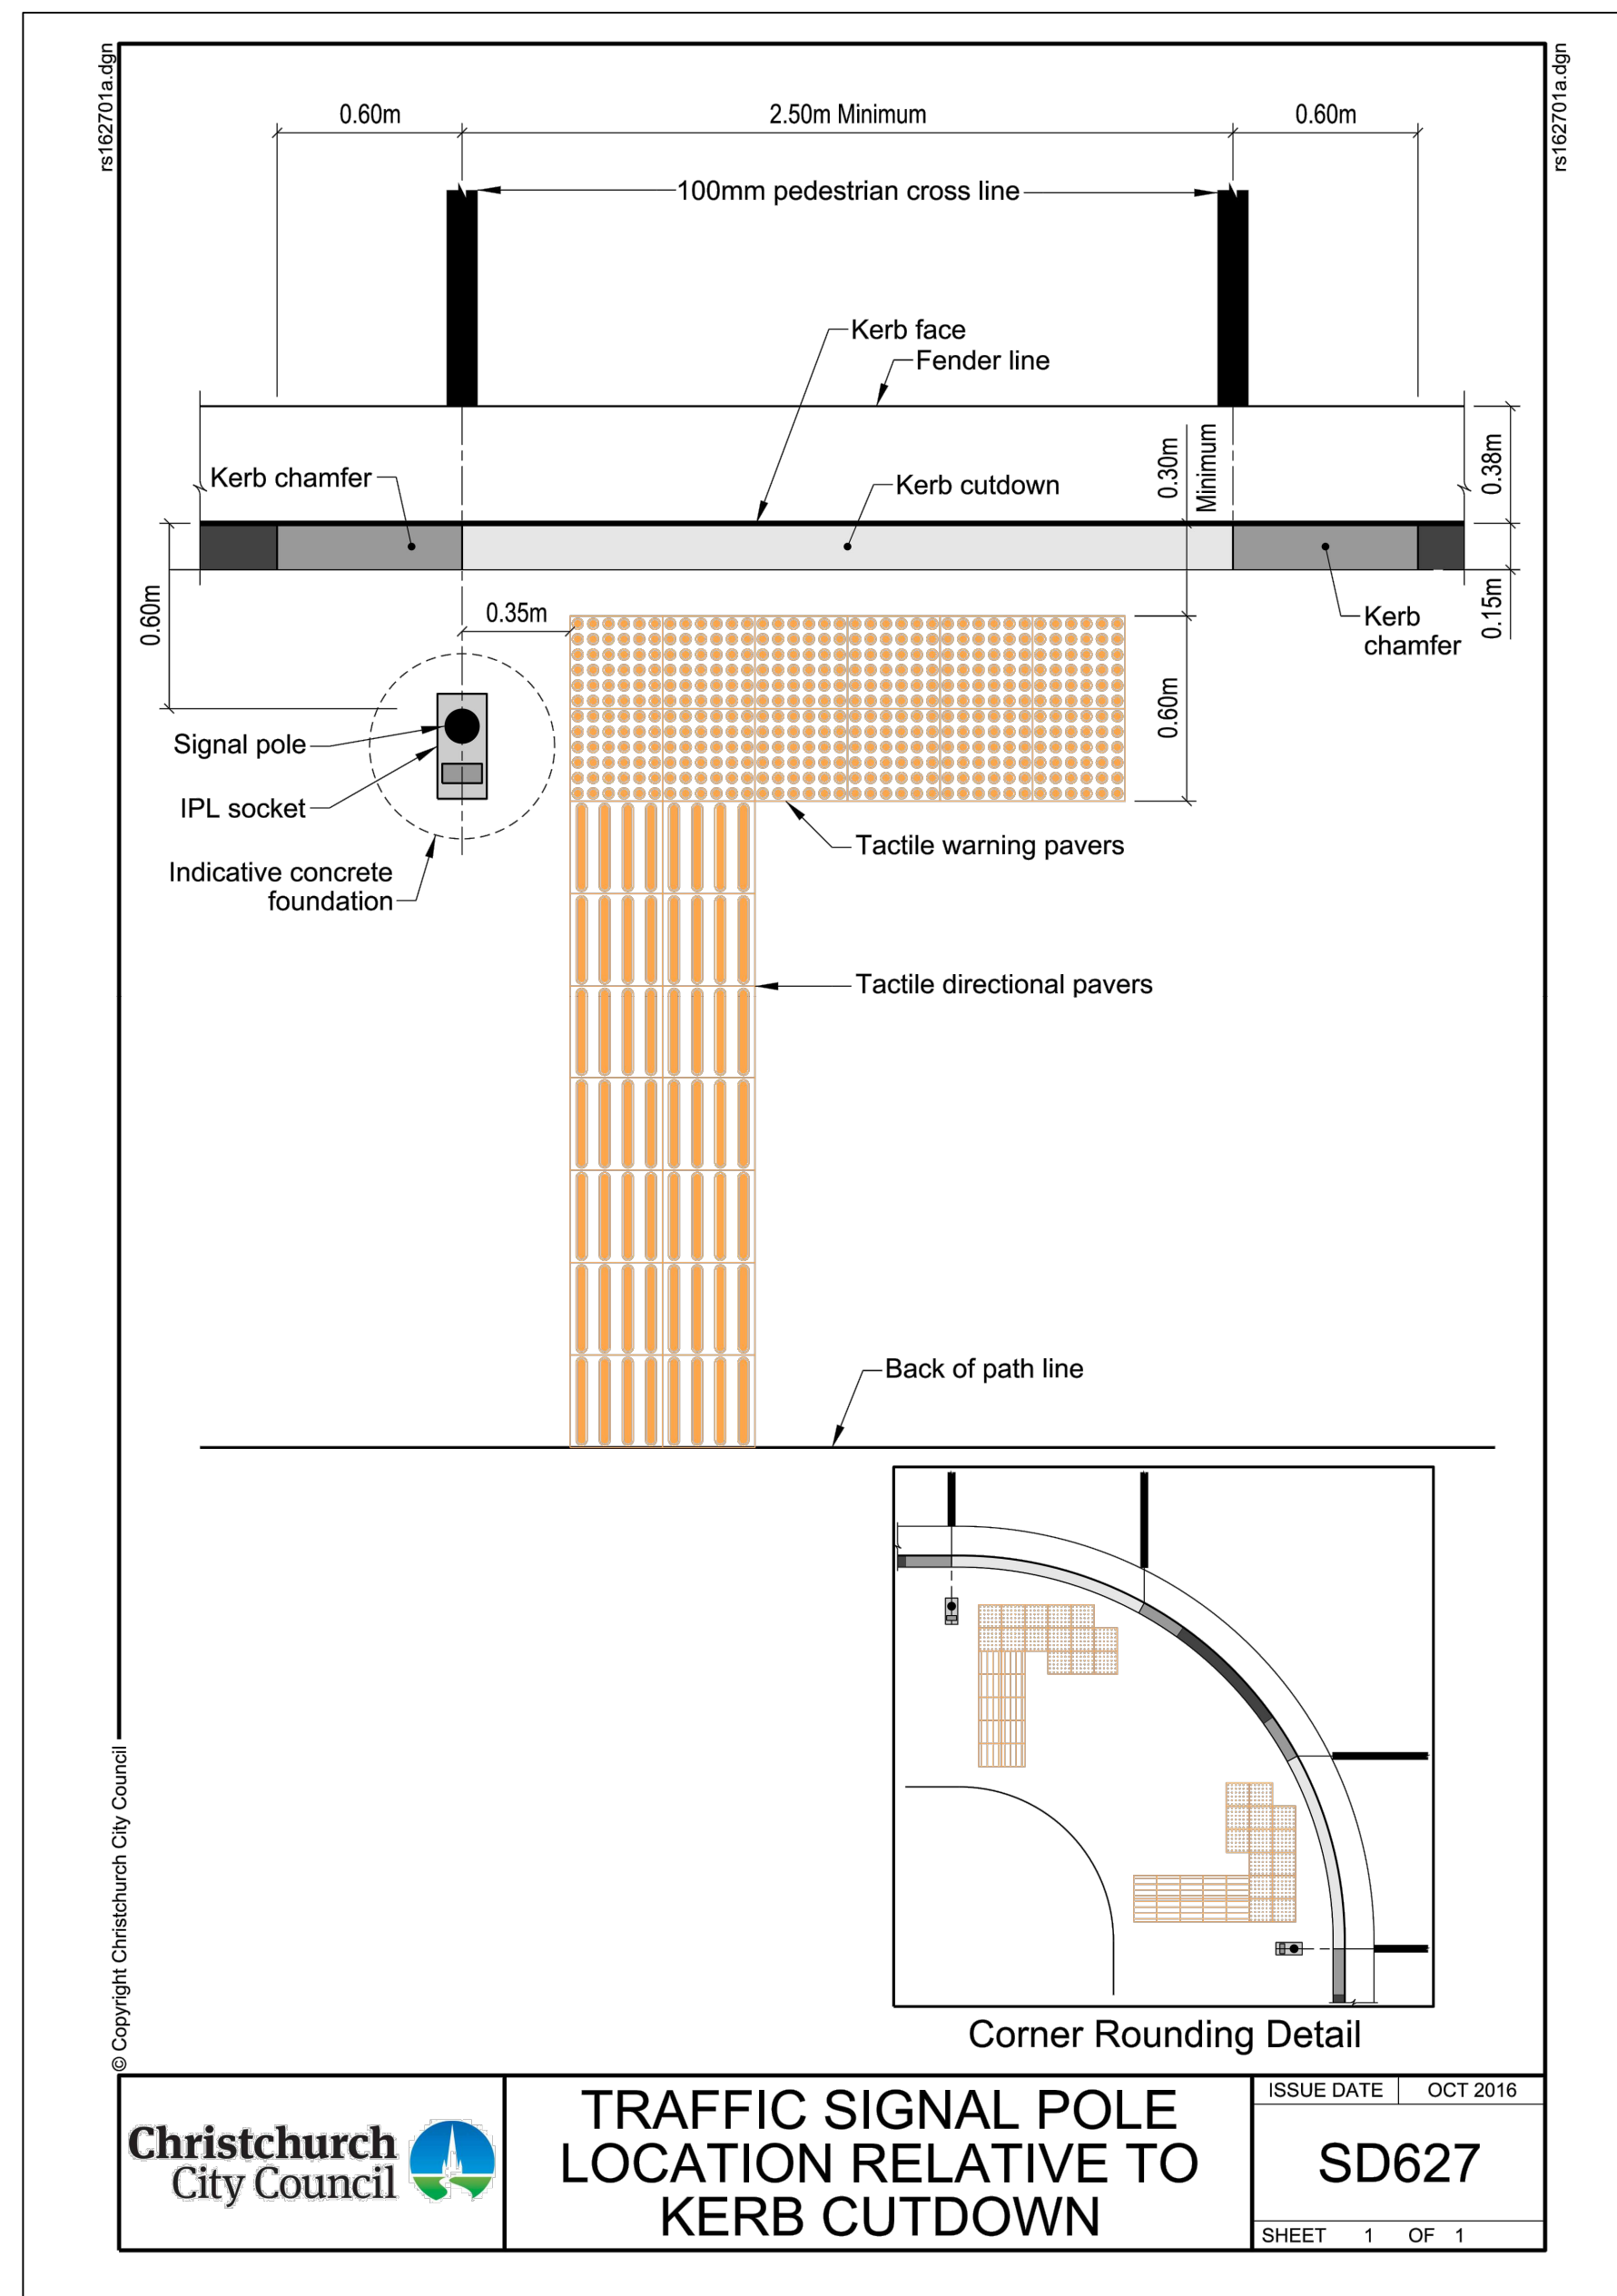 rs162701a.dgn
rs162701a.dgn
0.60m
2.50m Minimum
0.60m
100mm pedestrian cross line
Kerb face
Fender line
Kerb chamfer
Kerb cutdown
0.30m
Minimum
0.38m
0.60m
0.35m
Kerb
chamfer
0.15m
0.60m
Signal pole
IPL socket
Tactile warning pavers
Indicative concrete
foundation
Tactile directional pavers
Back of path line
Corner Rounding Detail
© Copyright Christchurch City Council
Christchurch
City Council
TRAFFIC SIGNAL POLE
LOCATION RELATIVE TO
KERB CUTDOWN
ISSUE DATE OCT 2016
SD627
SHEET 1 OF 1